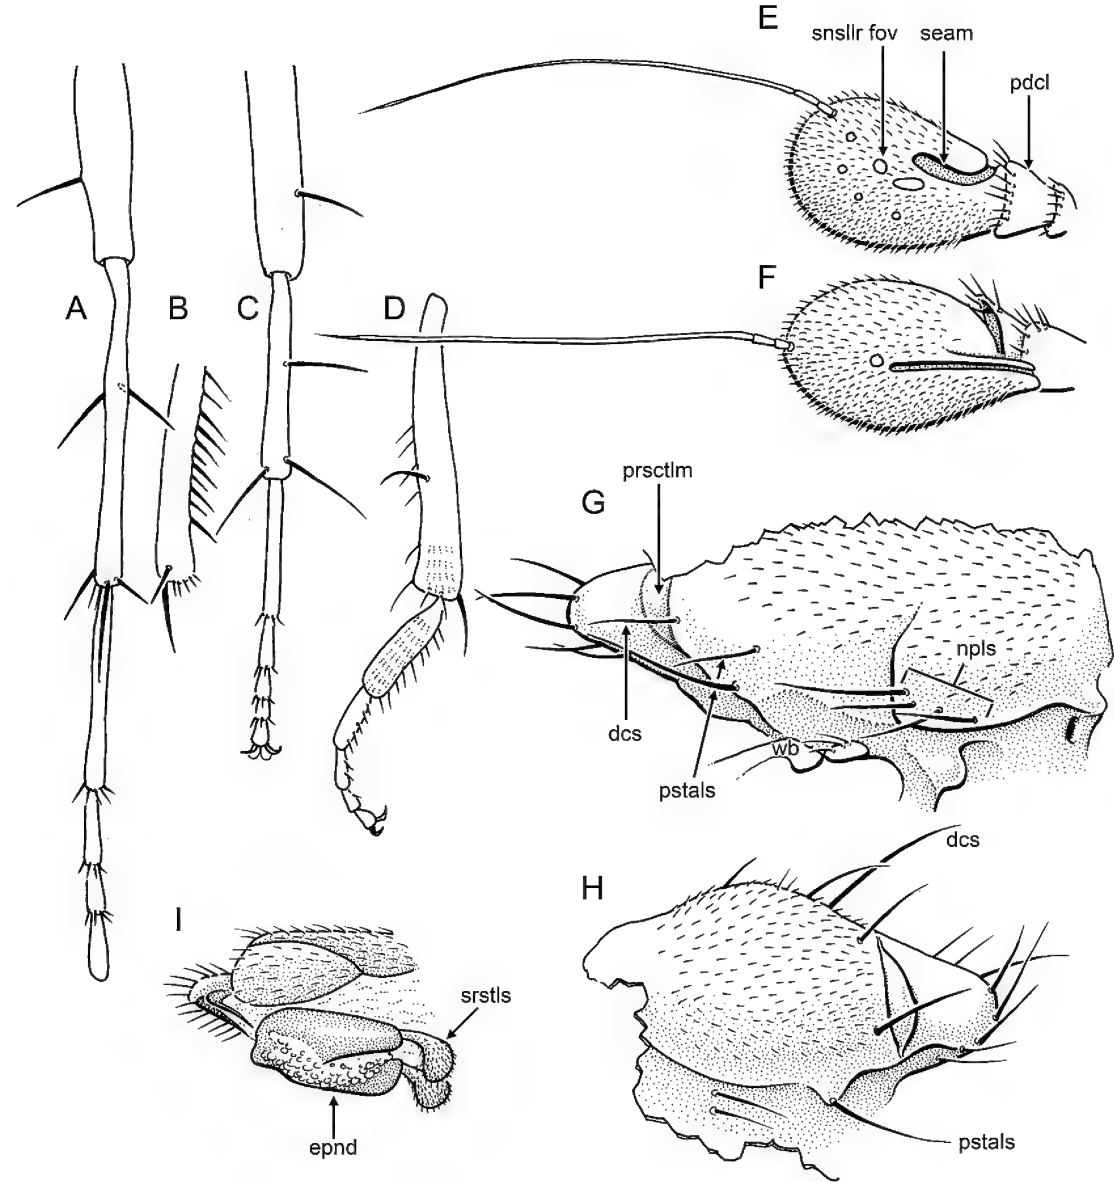 E
snsllr fov seam
pdcl
F
A B C D
prsctlm
G
npls
dcs
wb
pstals
dcs
H
I
srstls
epnd
pstals